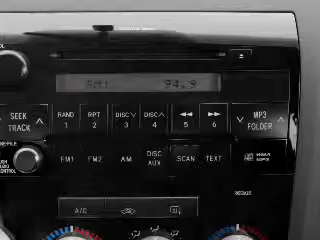 FM1 94.9
SEEK TRACK
RAND 1
RPT 2
DISC 3
DISC 4
5
6
MP3 FOLDER
FM1 FM2 AM DISC AUX SCAN TEXT
A/C